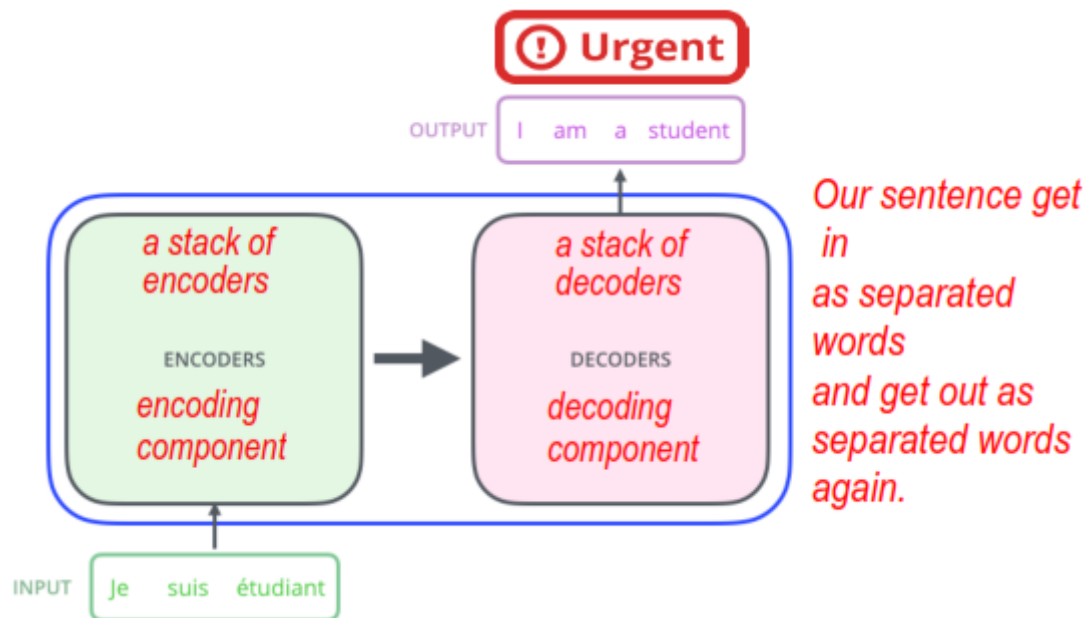 Urgent
OUTPUT I am a student
a stack of
encoders
ENCODERS
encoding
component
a stack of
decoders
DECODERS
decoding
component
Our sentence get
in
as separated
words
and get out as
separated words
again.
INPUT Je suis étudiant